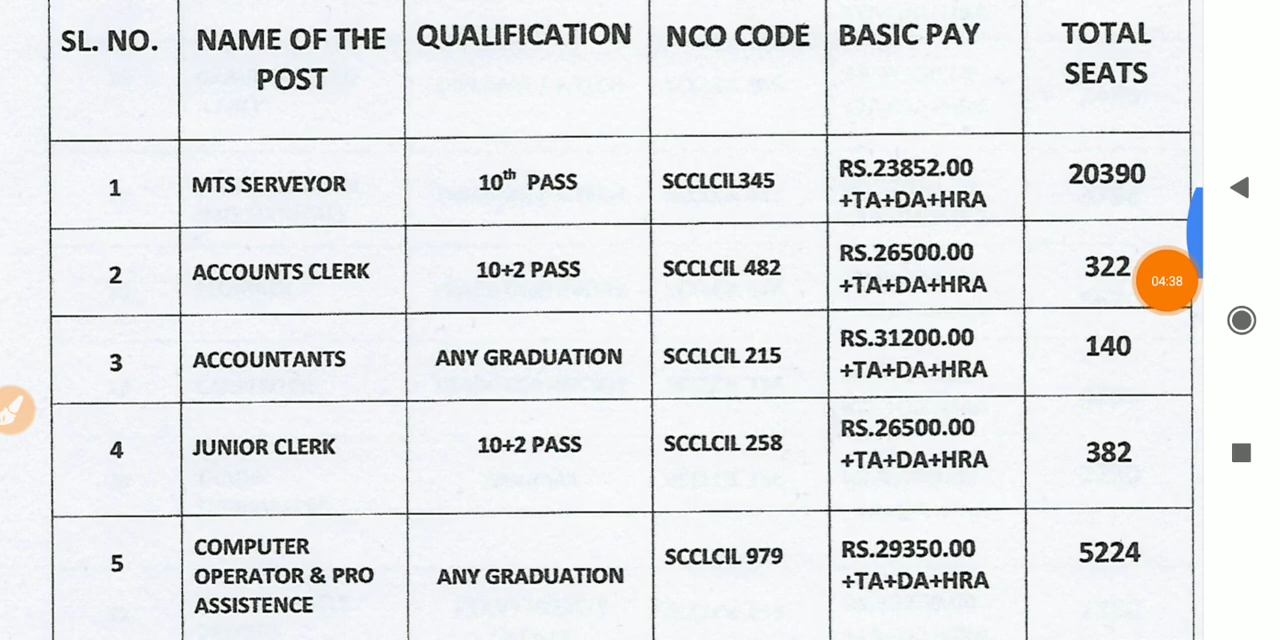 SL. NO. NAME OF THE POST QUALIFICATION NCO CODE BASIC PAY TOTAL SEATS
1 MTS SERVEYOR 10th PASS SCCLCIL345 RS.23852.00 +TA+DA+HRA 20390
2 ACCOUNTS CLERK 10+2 PASS SCCLCIL 482 RS.26500.00 +TA+DA+HRA 322
04:38
3 ACCOUNTANTS ANY GRADUATION SCCLCIL 215 RS.31200.00 +TA+DA+HRA 140
4 JUNIOR CLERK 10+2 PASS SCCLCIL 258 RS.26500.00 +TA+DA+HRA 382
5 COMPUTER OPERATOR & PRO ASSISTENCE ANY GRADUATION SCCLCIL 979 RS.29350.00 +TA+DA+HRA 5224